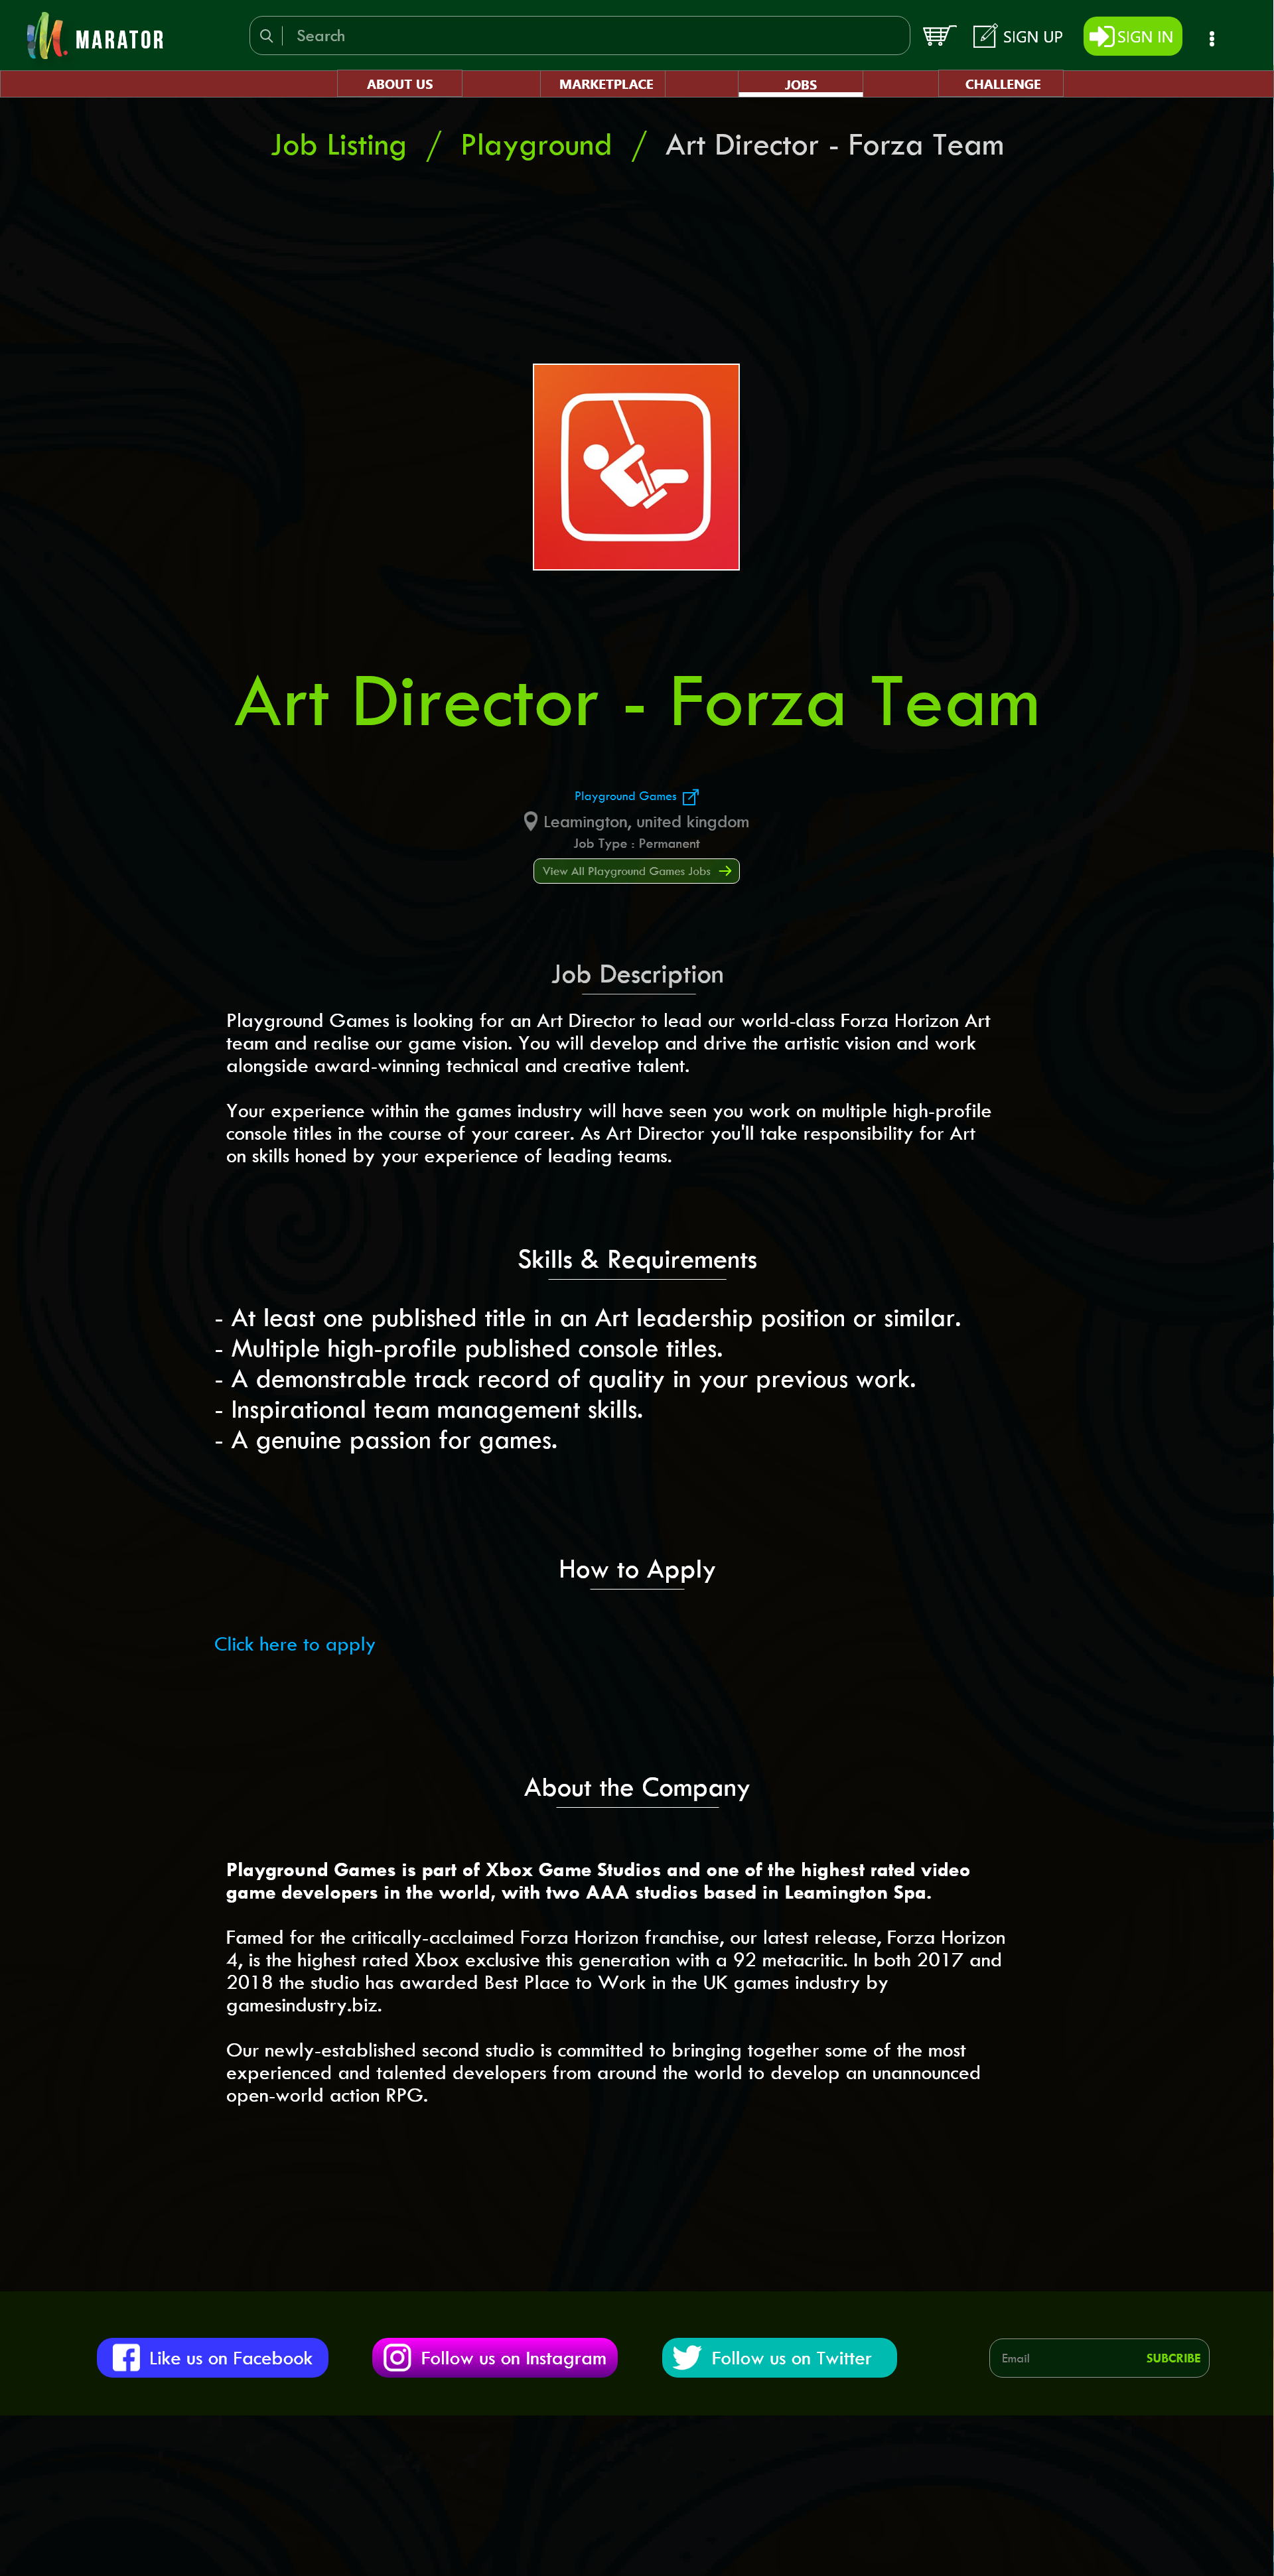 MARATOR
Search
SIGN UP
SIGN IN
ABOUT US
MARKETPLACE
JOBS
CHALLENGE
Job Listing / Playground / Art Director - Forza Team
Art Director - Forza Team
Playground Games
Leamington, united kingdom
Job Type : Permanent
View All Playground Games Jobs
Job Description
Playground Games is looking for an Art Director to lead our world-class Forza Horizon Art
team and realise our game vision. You will develop and drive the artistic vision and work
alongside award-winning technical and creative talent.
Your experience within the games industry will have seen you work on multiple high-profile
console titles in the course of your career. As Art Director you'll take responsibility for Art
on skills honed by your experience of leading teams.
Skills & Requirements
- At least one published title in an Art leadership position or similar.
- Multiple high-profile published console titles.
- A demonstrable track record of quality in your previous work.
- Inspirational team management skills.
- A genuine passion for games.
How to Apply
Click here to apply
About the Company
Playground Games is part of Xbox Game Studios and one of the highest rated video
game developers in the world, with two AAA studios based in Leamington Spa.
Famed for the critically-acclaimed Forza Horizon franchise, our latest release, Forza Horizon
4, is the highest rated Xbox exclusive this generation with a 92 metacritic. In both 2017 and
2018 the studio has awarded Best Place to Work in the UK games industry by
gamesindustry.biz.
Our newly-established second studio is committed to bringing together some of the most
experienced and talented developers from around the world to develop an unannounced
open-world action RPG.
Like us on Facebook
Follow us on Instagram
Follow us on Twitter
Email
SUBCRIBE